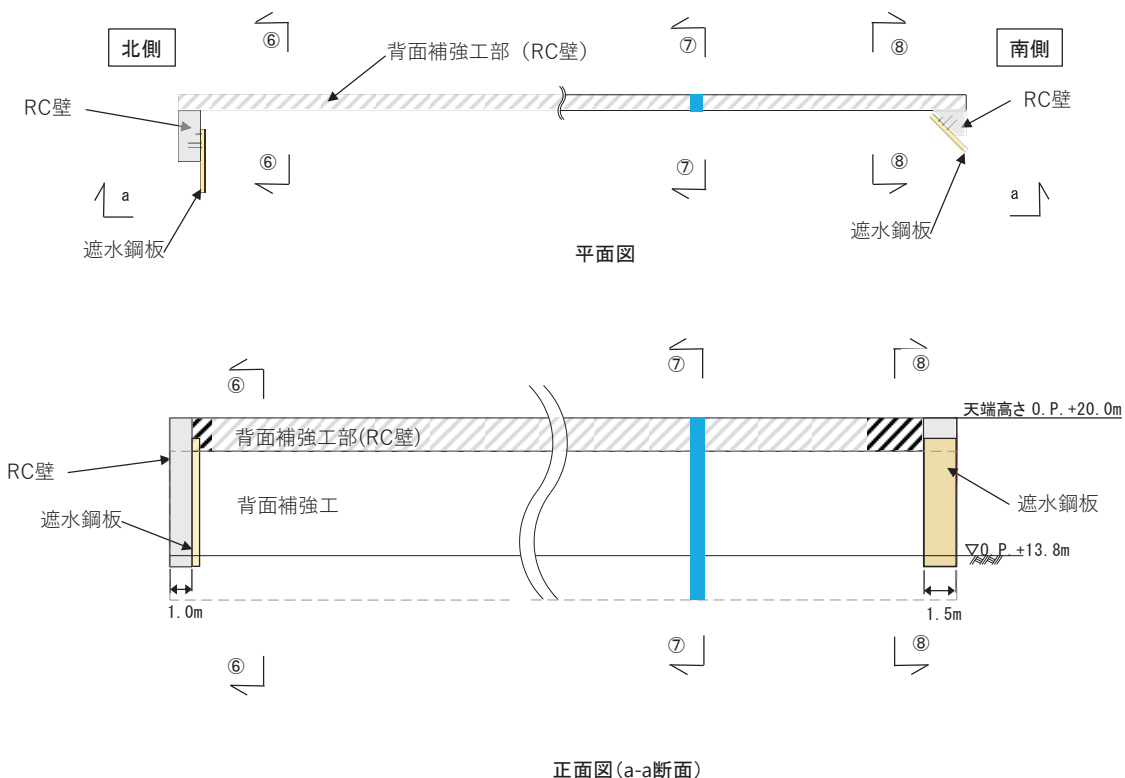 ⑥
⑦
⑧
北側
背面補強工部（RC壁）
南側
RC壁
RC壁
⑥
⑦
⑧
a
a
遮水鋼板
遮水鋼板
平面図
⑥
⑦
⑧
天端高さ O.P.+20.0m
背面補強工部(RC壁)
RC壁
背面補強工
遮水鋼板
遮水鋼板
▽O.P.+13.8m
1.0m
1.5m
⑥
⑦
⑧
正面図(a-a断面)